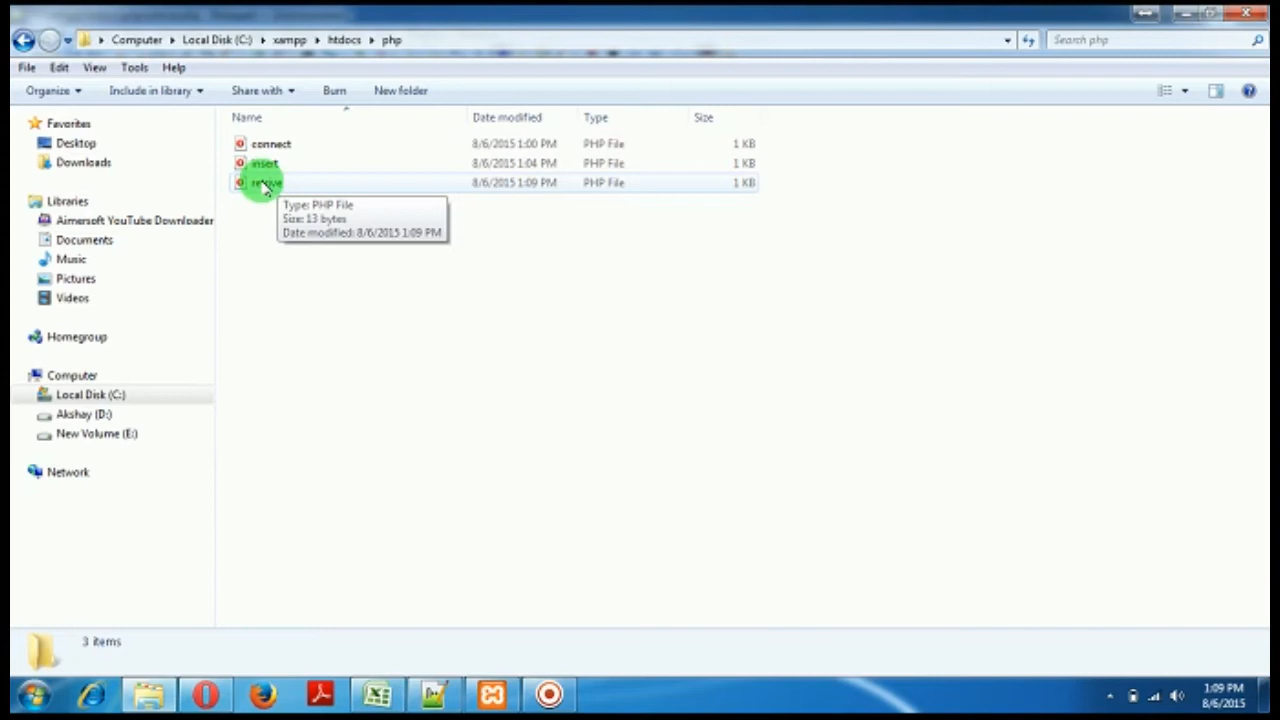 Computer Local Disk (C:) xampp htdocs php
Search php
File Edit View Tools Help
Organize Include in library Share with Burn New folder
Name Date modified Type Size
connect 8/6/2015 1:00 PM PHP File 1 KB
insert 8/6/2015 1:04 PM PHP File 1 KB
retrive 8/6/2015 1:09 PM PHP File 1 KB
Type: PHP File
Size: 13 bytes
Date modified: 8/6/2015 1:09 PM
Favorites
Desktop
Downloads
Libraries
Aimersoft YouTube Downloader
Documents
Music
Pictures
Videos
Homegroup
Computer
Local Disk (C:)
Akshay (D:)
New Volume (E:)
Network
3 items
1:09 PM
8/6/2015